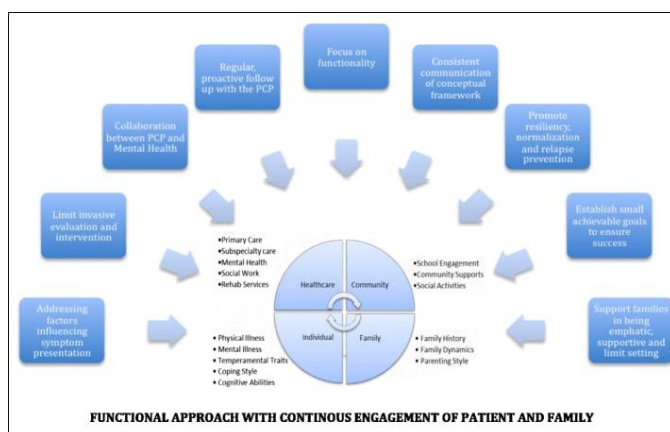 Focus on
functionality
Regular,
proactive follow
up with the PCP
Consistent
communication
of conceptual
framework
Collaboration
between PCP and
Mental Health
Promote
resiliency,
normalization
and relapse
prevention
Limit invasive
evaluation and
intervention
Establish small
achievable goals
to ensure
success
Addressing
factors
influencing
symptom
presentation
Support families
in being
emphatic,
supportive and
limit setting
•Primary Care
•Subspecialty care
•Mental Health
•Social Work
•Rehab Services
Healthcare
Community
•School Engagement
•Community Supports
•Social Activities
• Physical Illness
• Mental Illness
• Temperamental Traits
• Coping Style
• Cognitive Abilities
Individual
Family
• Family History
• Family Dynamics
• Parenting Style
FUNCTIONAL APPROACH WITH CONTINOUS ENGAGEMENT OF PATIENT AND FAMILY